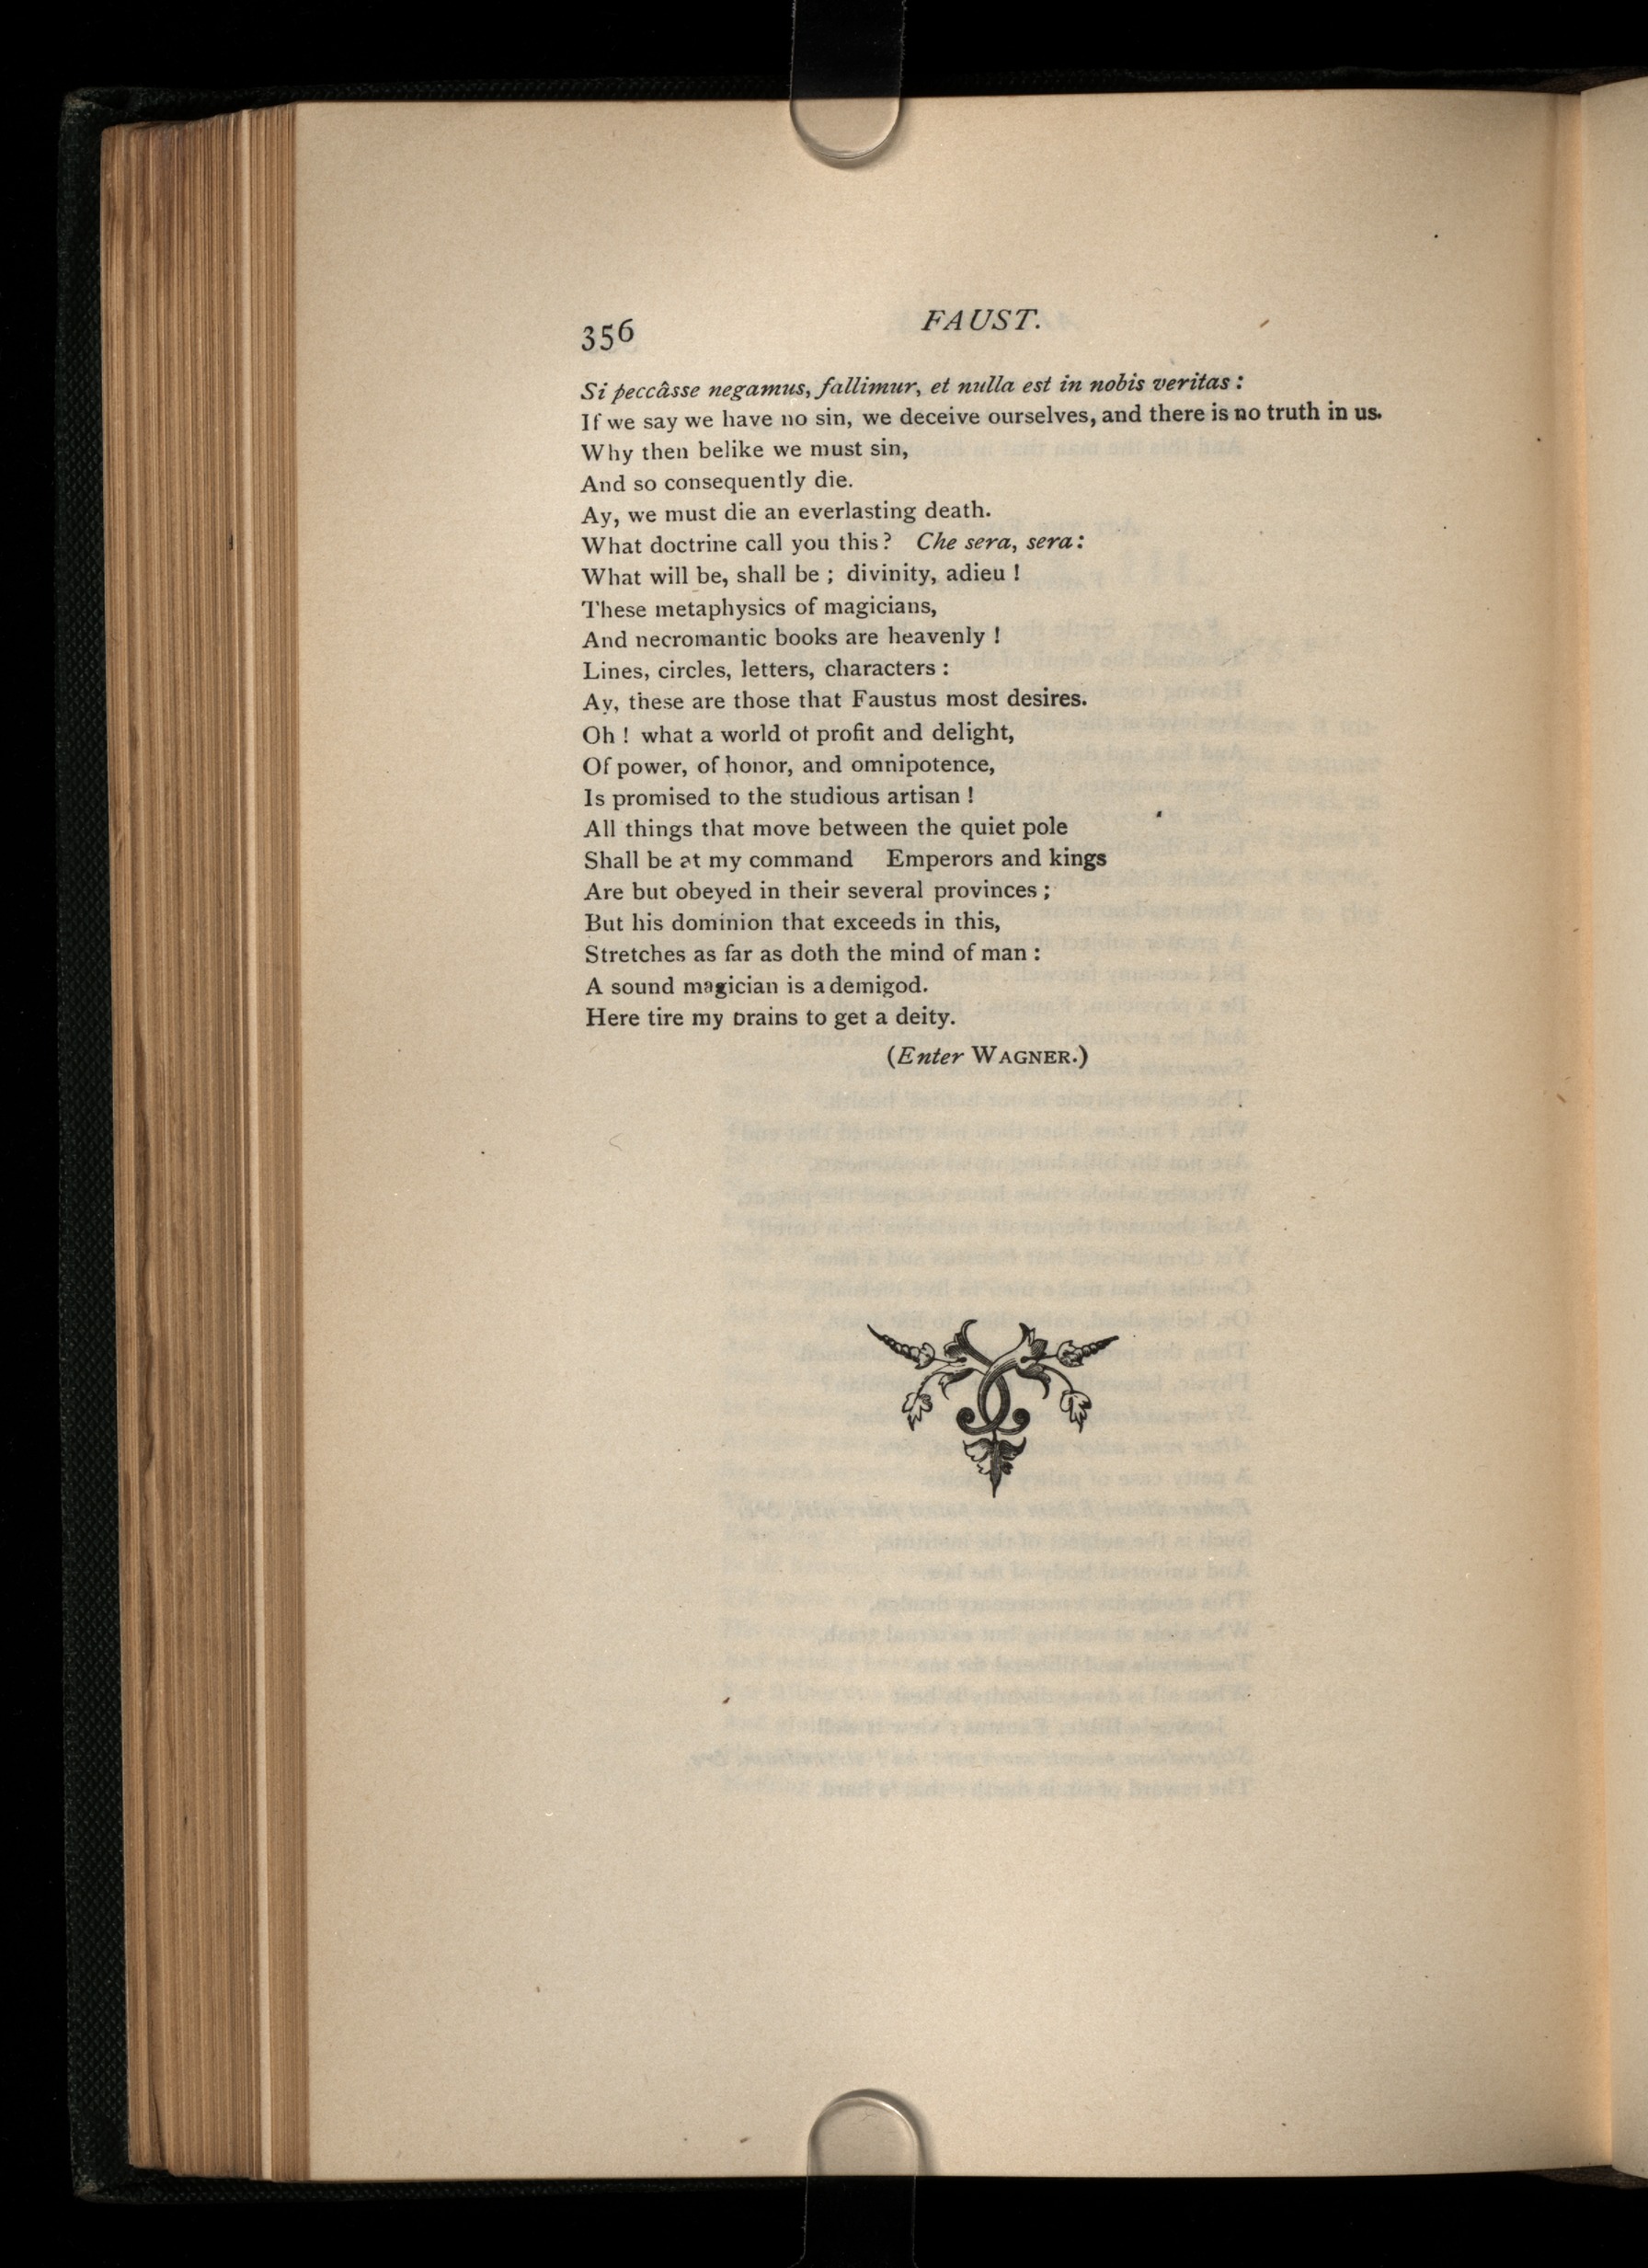 356
FAUST.
Si peccâsse negamus, fallimur, et nulla est in nobis veritas :
If we say we have no sin, we deceive ourselves, and there is no truth in us.
Why then belike we must sin,
And so consequently die.
Ay, we must die an everlasting death.
What doctrine call you this ? Che sera, sera :
What will be, shall be ; divinity, adieu !
These metaphysics of magicians,
And necromantic books are heavenly !
Lines, circles, letters, characters :
Ay, these are those that Faustus most desires.
Oh ! what a world of profit and delight,
Of power, of honor, and omnipotence,
Is promised to the studious artisan !
All things that move between the quiet pole
Shall be at my command Emperors and kings
Are but obeyed in their several provinces ;
But his dominion that exceeds in this,
Stretches as far as doth the mind of man :
A sound magician is a demigod.
Here tire my brains to get a deity.
(Enter WAGNER.)